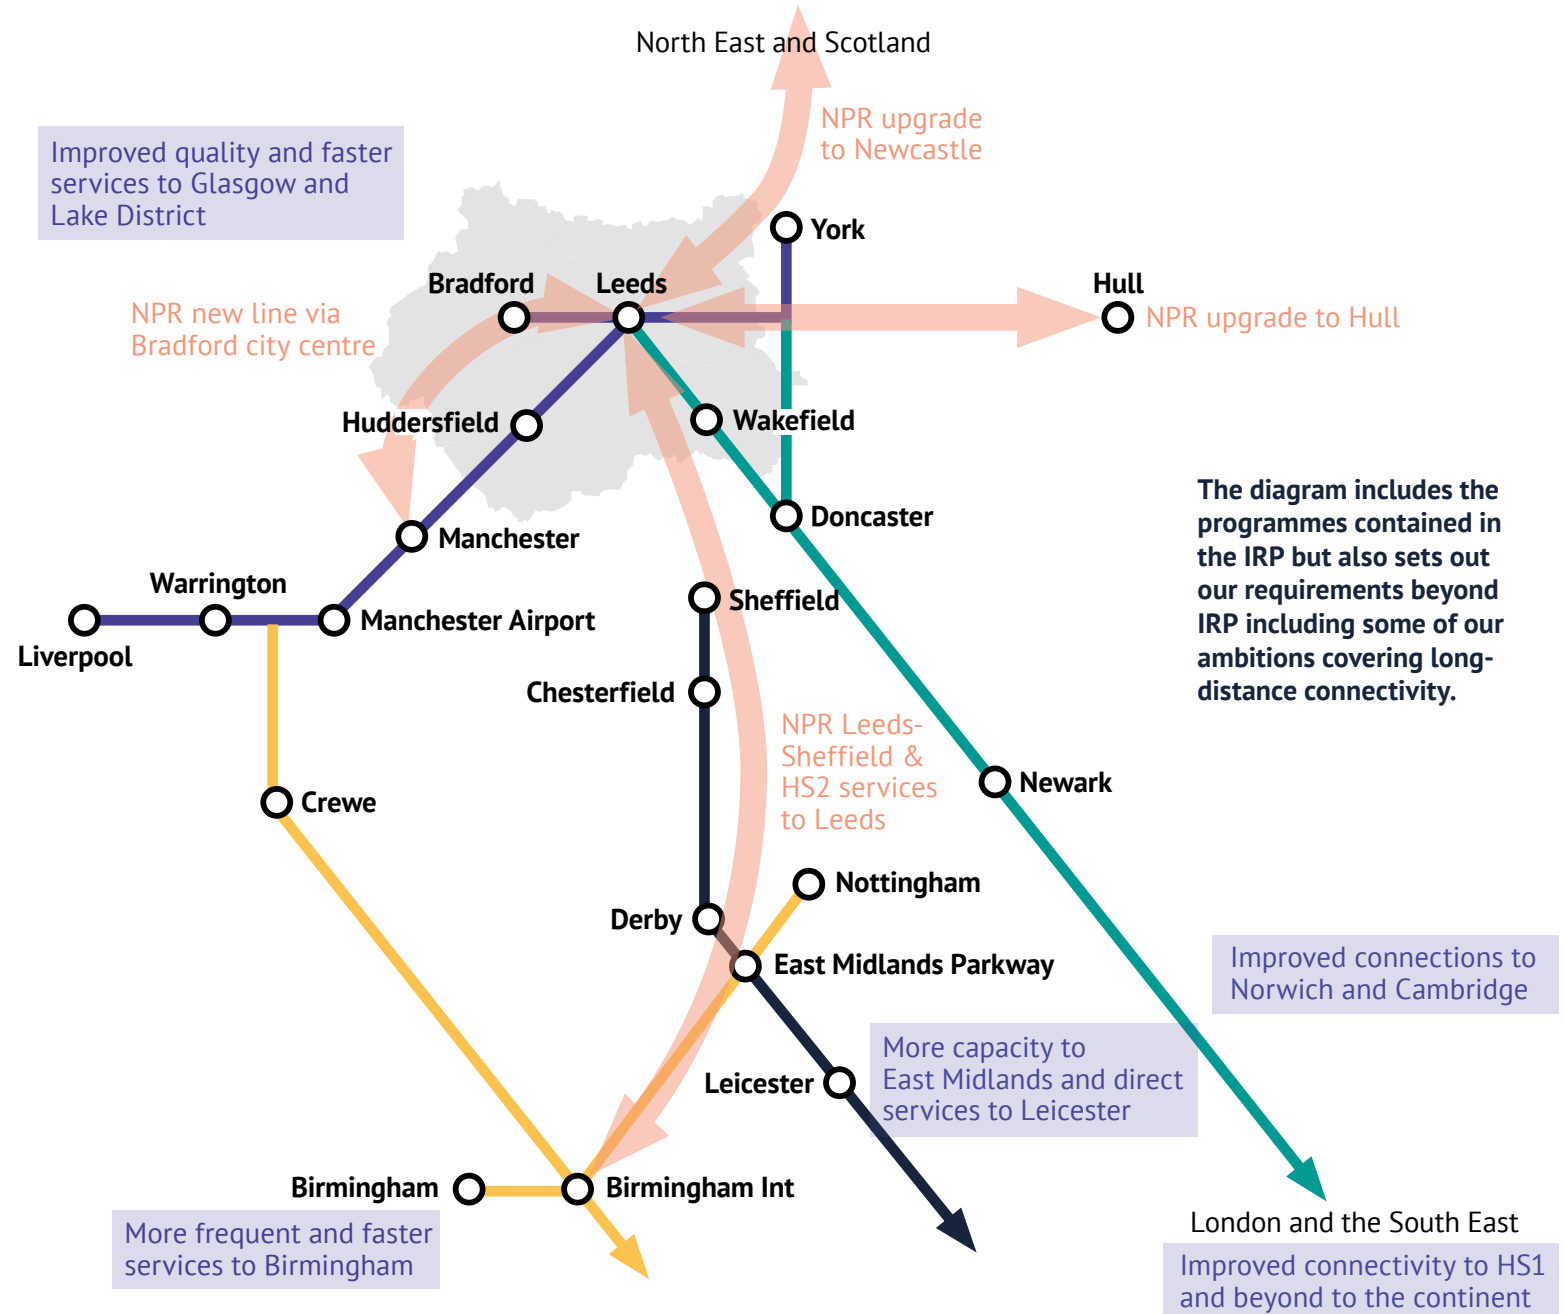 North East and Scotland
NPR upgrade
to Newcastle
Improved quality and faster
services to Glasgow and
Lake District
York
Bradford
Leeds
Hull
NPR new line via
Bradford city centre
NPR upgrade to Hull
Huddersfield
Wakefield
The diagram includes the
programmes contained in
the IRP but also sets out
our requirements beyond
IRP including some of our
ambitions covering long-
distance connectivity.
Doncaster
Manchester
Warrington
Sheffield
Manchester Airport
Liverpool
Chesterfield
NPR Leeds-
Sheffield &
HS2 services
to Leeds
Newark
Crewe
Nottingham
Derby
East Midlands Parkway
Improved connections to
Norwich and Cambridge
More capacity to
East Midlands and direct
services to Leicester
Leicester
Birmingham
Birmingham Int
More frequent and faster
services to Birmingham
London and the South East
Improved connectivity to HS1
and beyond to the continent